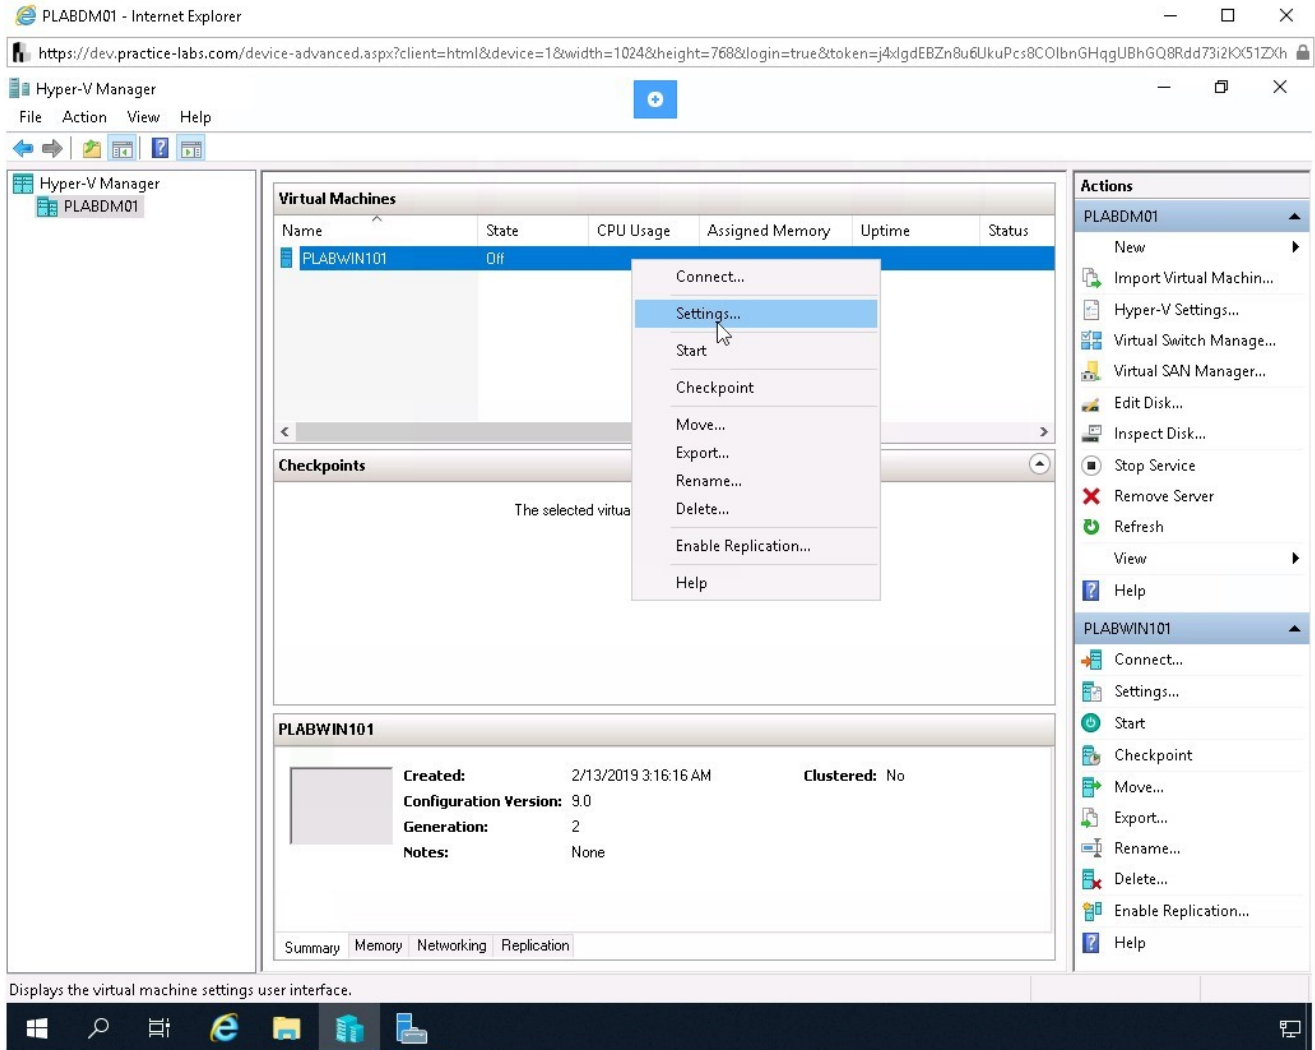 PLABDM01 - Internet Explorer
https://dev.practice-labs.com/device-advanced.aspx?client=html&device=1&width=1024&height=768&login=true&token=j4xIgdEBZn8u6UkuPcs8COIbnGHqgUBhGQ8Rdd73i2KX51ZXh
Hyper-V Manager
File Action View Help
Hyper-V Manager
PLABDM01
Virtual Machines
Name State CPU Usage Assigned Memory Uptime Status
PLABWIN101 Off
Connect...
Settings...
Start
Checkpoint
Move...
Export...
Rename...
Delete...
Enable Replication...
Help
Checkpoints
The selected virtua
PLABWIN101
Created: 2/13/2019 3:16:16 AM Clustered: No
Configuration Version: 9.0
Generation: 2
Notes: None
Summary Memory Networking Replication
Actions
PLABDM01
New
Import Virtual Machin...
Hyper-V Settings...
Virtual Switch Manage...
Virtual SAN Manager...
Edit Disk...
Inspect Disk...
Stop Service
Remove Server
Refresh
View
Help
PLABWIN101
Connect...
Settings...
Start
Checkpoint
Move...
Export...
Rename...
Delete...
Enable Replication...
Help
Displays the virtual machine settings user interface.